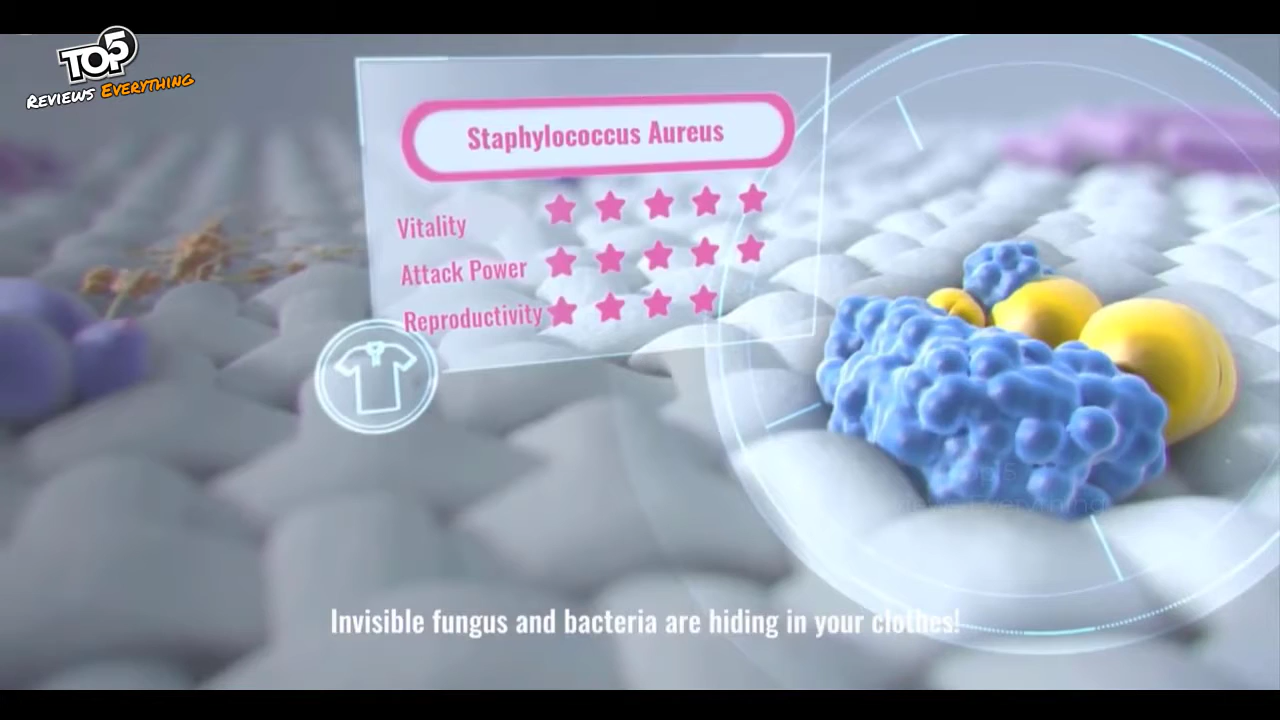 TOP5
Reviews Everything
Staphylococcus Aureus
Vitality
Attack Power
Reproductivity
Invisible fungus and bacteria are hiding in your clothes!